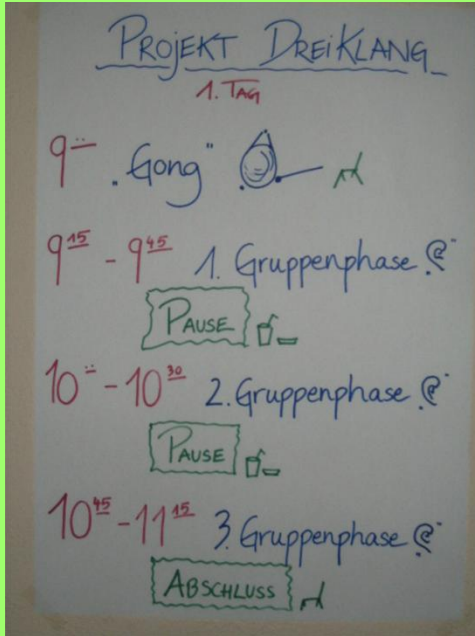 PROJEKT DREIKLANG
1. TAG
9 „Gong“
9 15 - 9 45 1. Gruppenphase
PAUSE
10 - 10 30 2. Gruppenphase
PAUSE
10 45 - 11 15 3. Gruppenphase
ABSCHLUSS